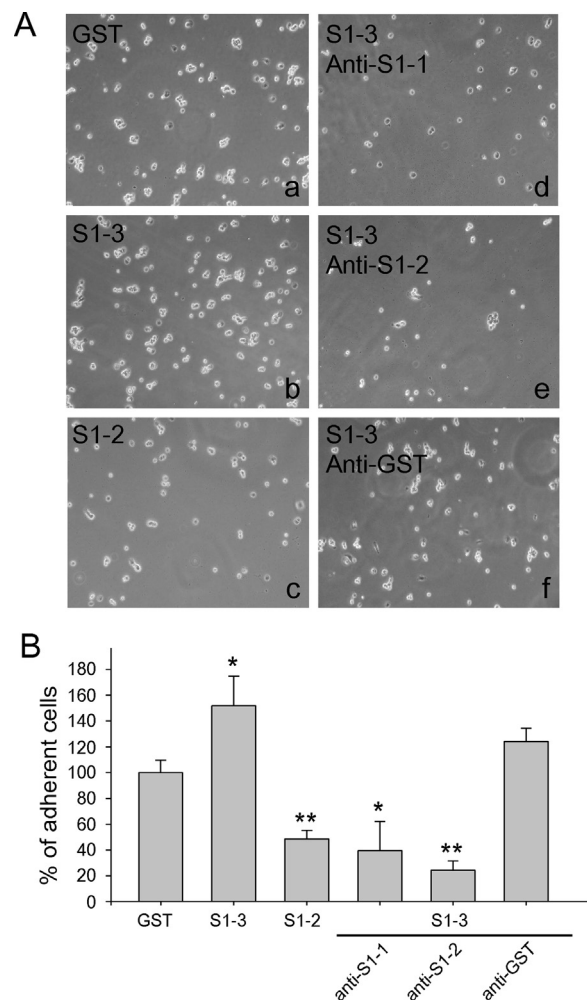 A
GST
a
S1-3
Anti-S1-1
d
S1-3
b
S1-3
Anti-S1-2
e
S1-2
c
S1-3
Anti-GST
f
B
% of adherent cells
180
160
140
120
100
80
60
40
20
0
*
**
*
**
GST
S1-3
S1-2
S1-3
anti-S1-1
anti-S1-2
anti-GST